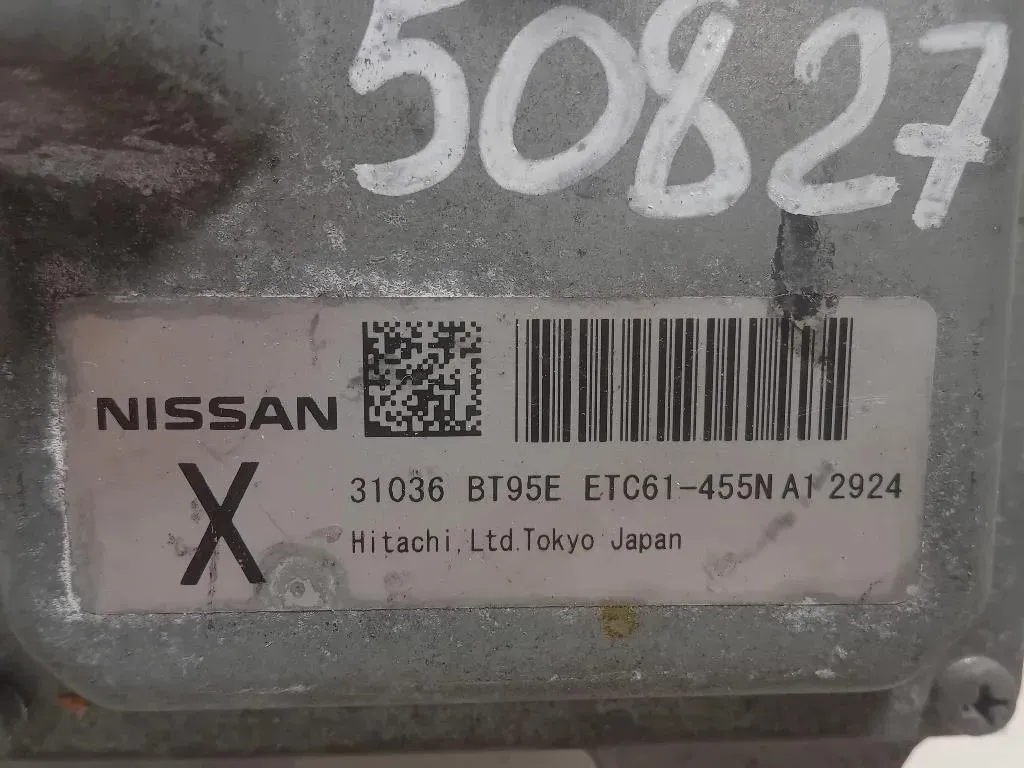 50827
NISSAN
X
31036 BT95E ETC61-455N A1 2924
Hitachi,Ltd.Tokyo Japan